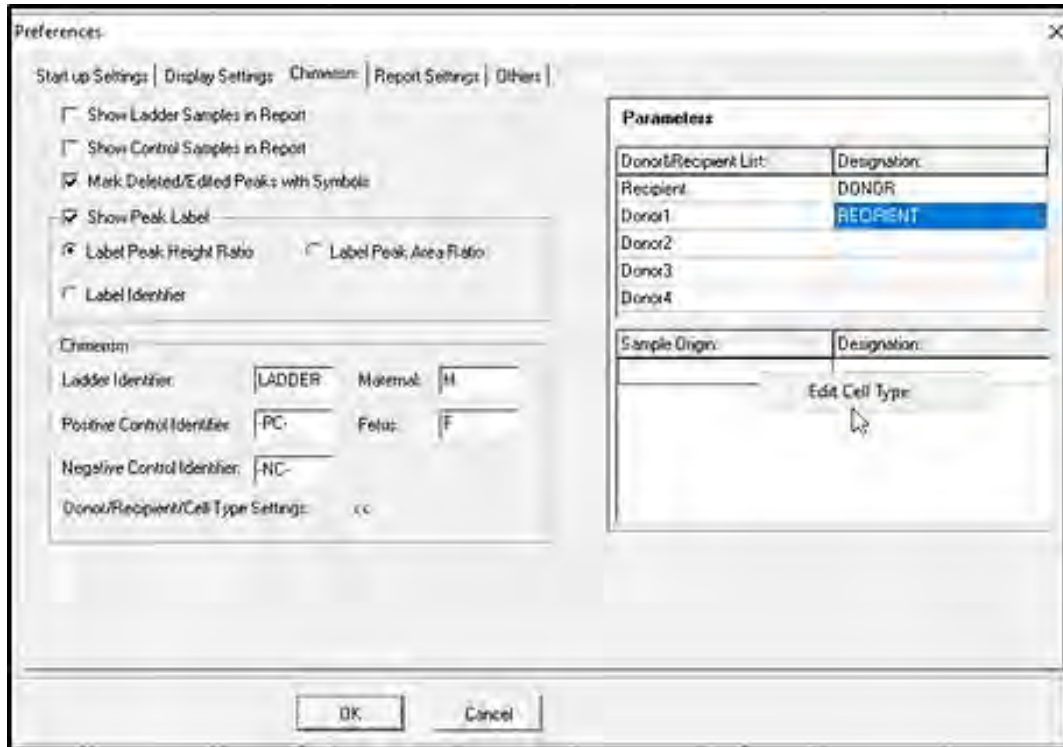 Preferences
Start up Settings | Display Settings | Chimerism | Report Settings | Others
Show Ladder Samples in Report
Show Control Samples in Report
Mark Deleted/Edited Peaks with Symbols
Show Peak Label
Label Peak Height Ratio
Label Peak Area Ratio
Label Identifier
Chimerism
Ladder Identifier: LADDER Maternal: M
Positive Control Identifier: -PC- Fetus: F
Negative Control Identifier: -NC-
Donor/Recipient/Cell Type Settings: <<
Parameters
Donor&Recipient List: Designation:
Recipient DONOR
Donor1 RECIPIENT
Donor2
Donor3
Donor4
Sample Origin: Designation:
Edit Cell Type
OK Cancel